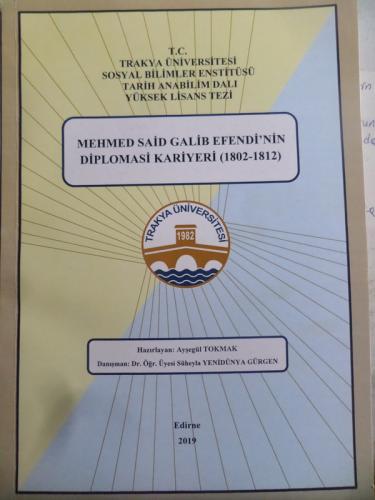 T.C.
TRAKYA ÜNİVERSİTESİ
SOSYAL BİLİMLER ENSTİTÜSÜ
TARİH ANABİLİM DALI
YÜKSEK LİSANS TEZİ
MEHMED SAİD GALİB EFENDİ'NİN
DİPLOMASİ KARİYERİ (1802-1812)
TRAKYA ÜNİVERSİTESİ
1982
Hazırlayan: Ayşegül TOKMAK
Danışman: Dr. Öğr. Üyesi Süheyla YENİDÜNYA GÜRGEN
Edirne
2019